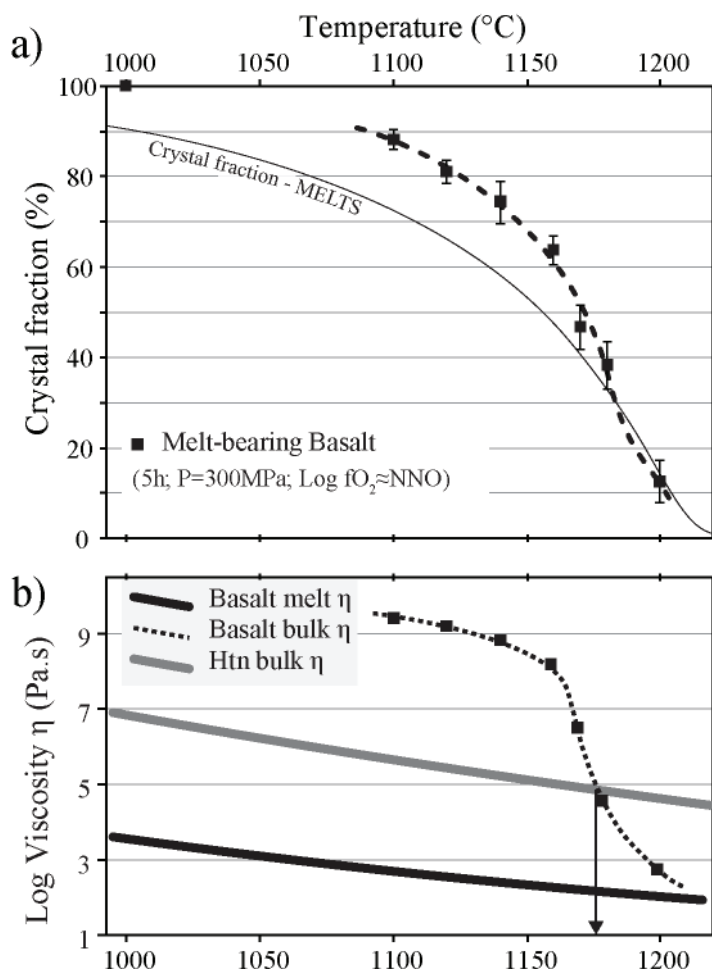 Temperature (°C)
a)
1000 1050 1100 1150 1200
100
80
60
40
20
0
Crystal fraction (%)
Crystal fraction - MELTS
Melt-bearing Basalt
(5h; P=300MPa; Log fO₂≈NNO)
b)
Basalt melt η
Basalt bulk η
Htn bulk η
9
7
5
3
1
Log Viscosity η (Pa.s)
1000 1050 1100 1150 1200